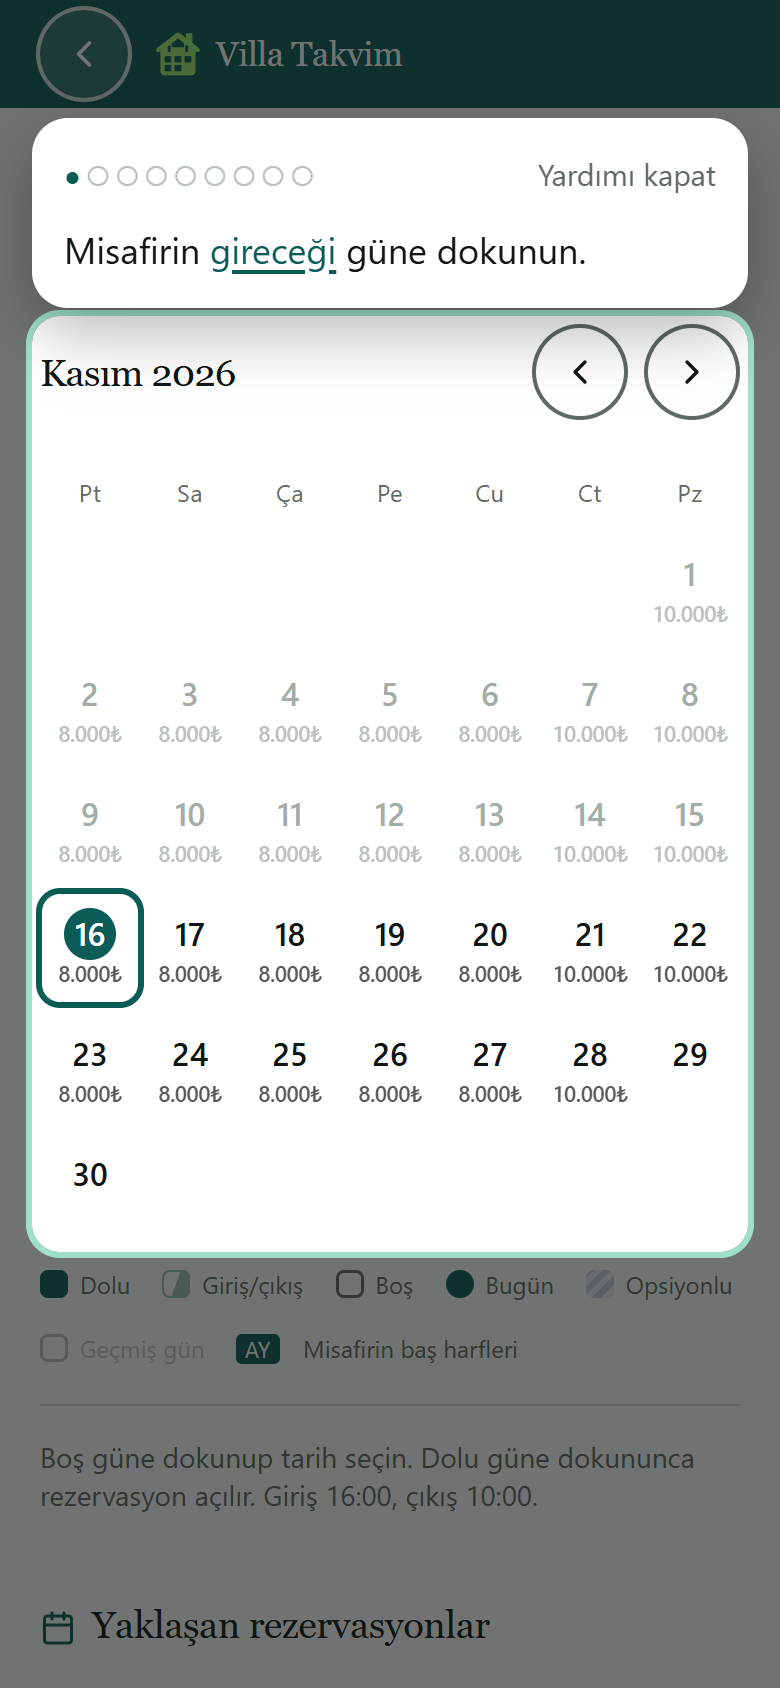 Villa Takvim
Yardımı kapat
Misafirin gireceği güne dokunun.
Kasım 2026
Pt Sa Ça Pe Cu Ct Pz
1
10.000₺
2 3 4 5 6 7 8
8.000₺ 8.000₺ 8.000₺ 8.000₺ 8.000₺ 10.000₺ 10.000₺
9 10 11 12 13 14 15
8.000₺ 8.000₺ 8.000₺ 8.000₺ 8.000₺ 10.000₺ 10.000₺
16 17 18 19 20 21 22
8.000₺ 8.000₺ 8.000₺ 8.000₺ 8.000₺ 10.000₺ 10.000₺
23 24 25 26 27 28 29
8.000₺ 8.000₺ 8.000₺ 8.000₺ 8.000₺ 10.000₺
30
Dolu Giriş/çıkış Boş Bugün Opsiyonlu
Geçmiş gün AY Misafirin baş harfleri
Boş güne dokunup tarih seçin. Dolu güne dokununca
rezervasyon açılır. Giriş 16:00, çıkış 10:00.
Yaklaşan rezervasyonlar